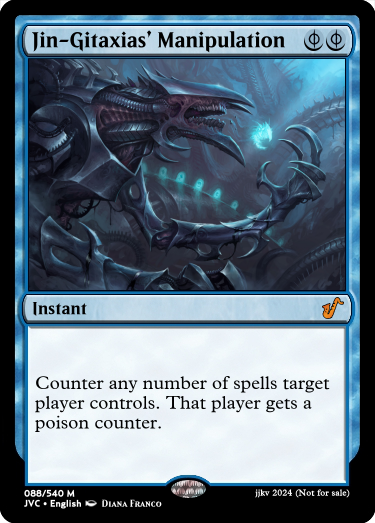 Jin-Gitaxias' Manipulation
Instant
Counter any number of spells target
player controls. That player gets a
poison counter.
088/540 M
JVC • English Diana Franco
jjkv 2024 (Not for sale)